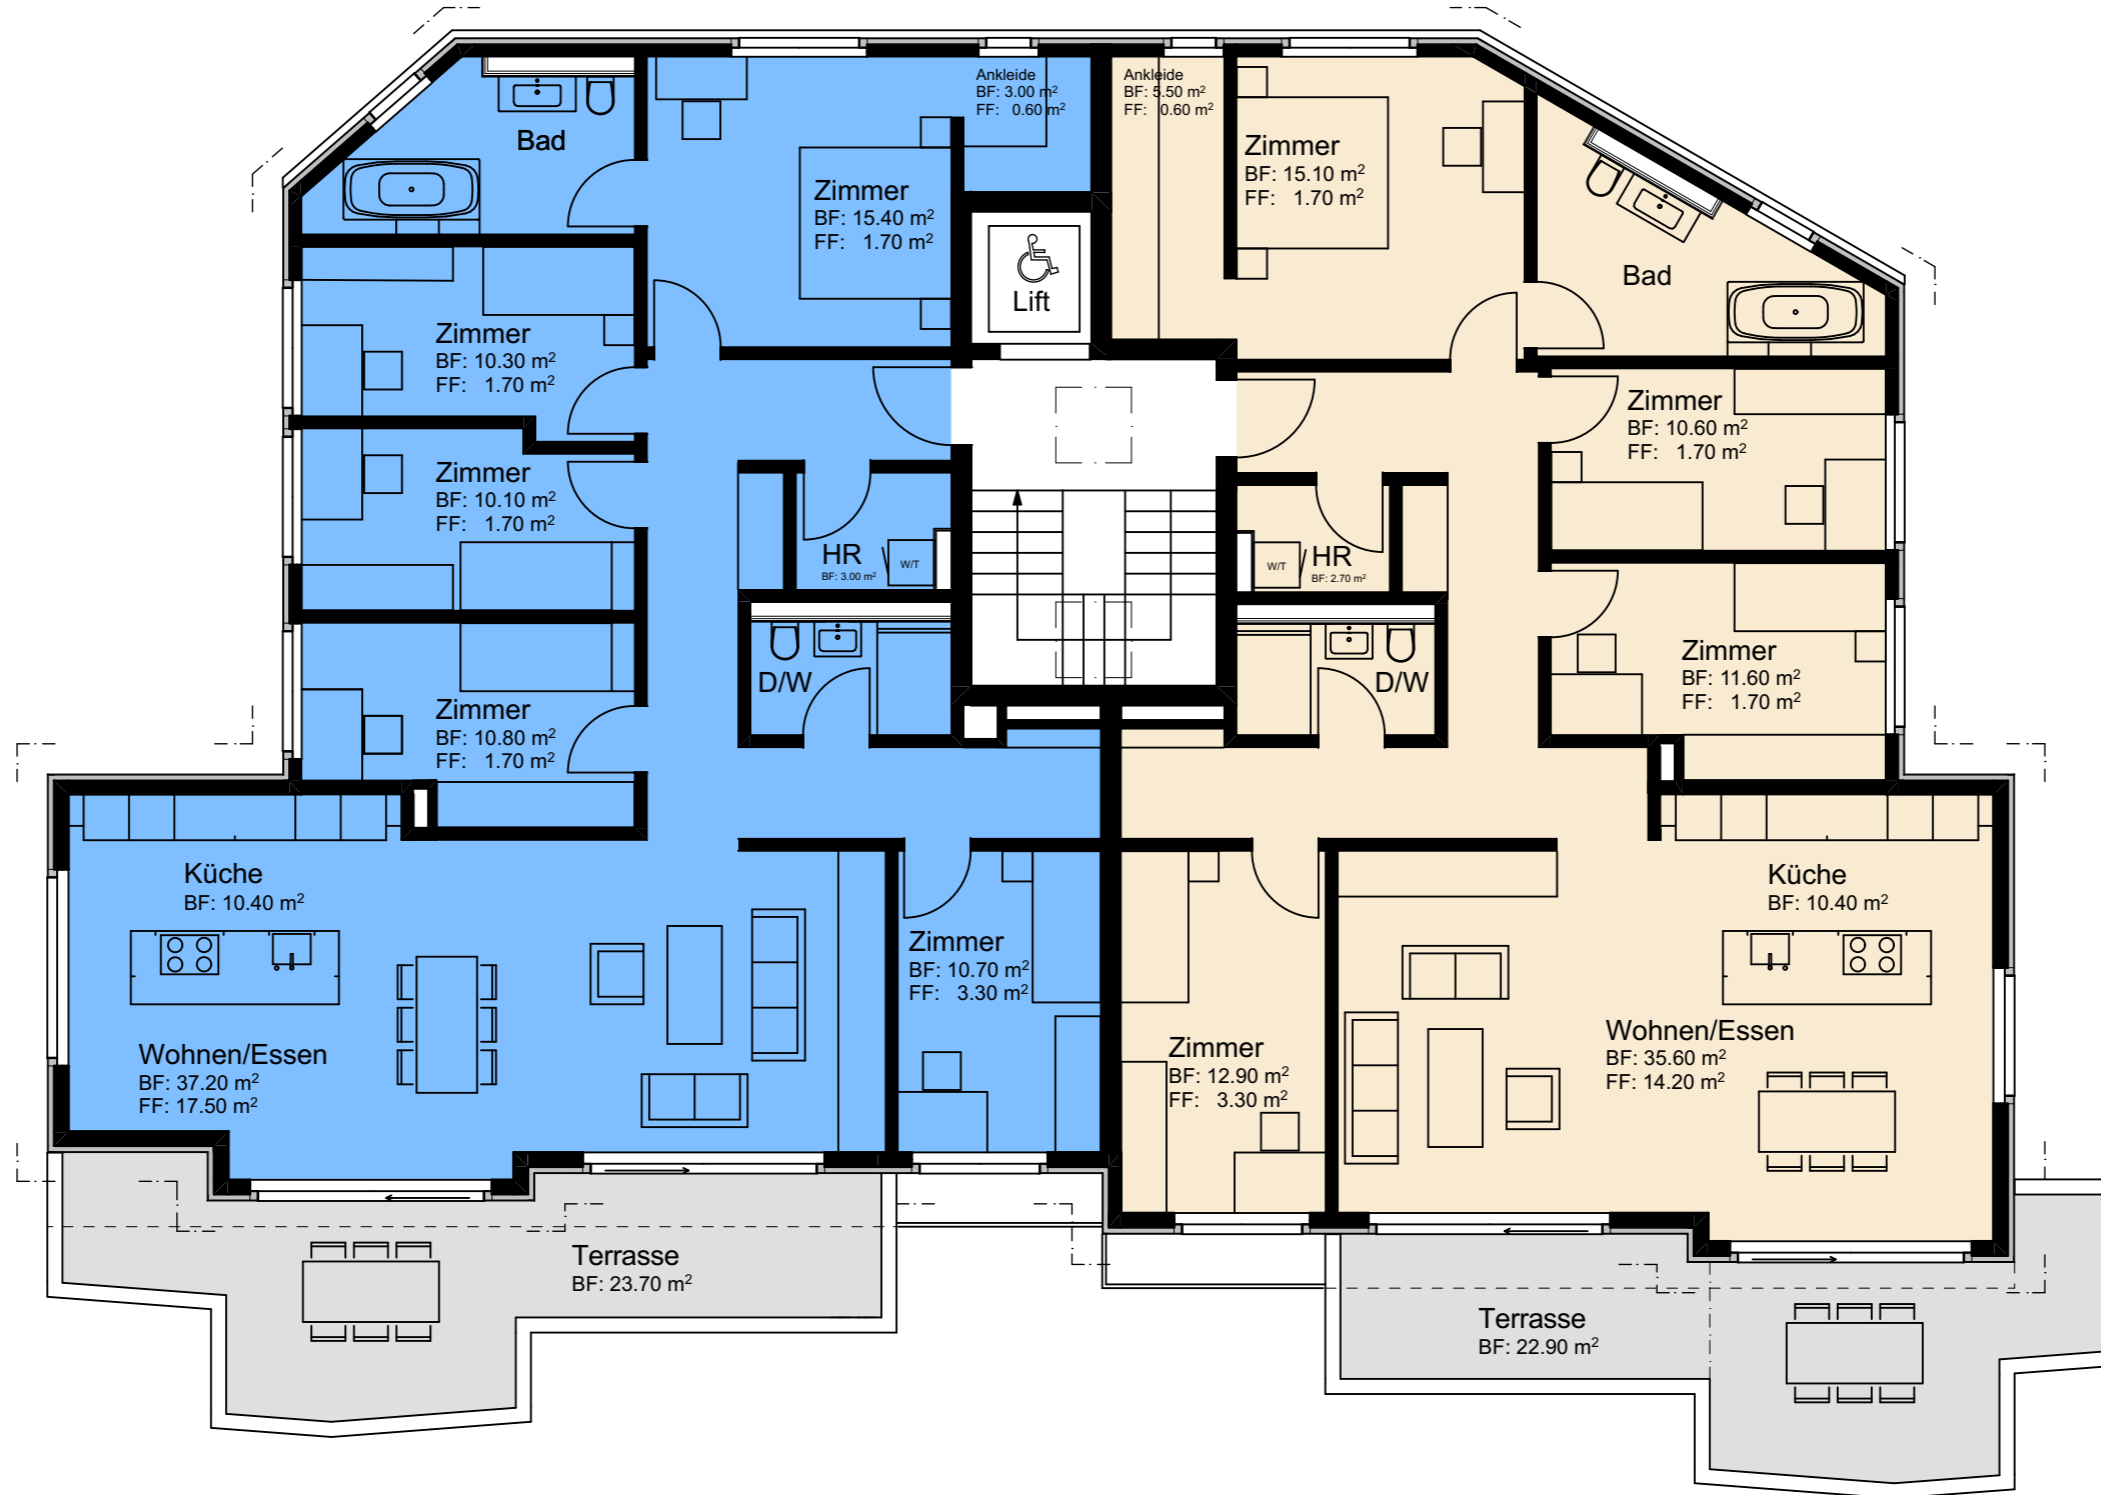 Ankleide
BF: 3.00 m²
FF: 0.60 m²
Ankleide
BF: 5.50 m²
FF: 0.60 m²
Bad
Zimmer
BF: 15.40 m²
FF: 1.70 m²
Zimmer
BF: 15.10 m²
FF: 1.70 m²
Bad
Lift
Zimmer
BF: 10.30 m²
FF: 1.70 m²
Zimmer
BF: 10.60 m²
FF: 1.70 m²
Zimmer
BF: 10.10 m²
FF: 1.70 m²
HR
BF: 3.00 m²
W/T
W/T
HR
BF: 2.70 m²
D/W
D/W
Zimmer
BF: 11.60 m²
FF: 1.70 m²
Zimmer
BF: 10.80 m²
FF: 1.70 m²
Küche
BF: 10.40 m²
Küche
BF: 10.40 m²
Zimmer
BF: 10.70 m²
FF: 3.30 m²
Wohnen/Essen
BF: 37.20 m²
FF: 17.50 m²
Zimmer
BF: 12.90 m²
FF: 3.30 m²
Wohnen/Essen
BF: 35.60 m²
FF: 14.20 m²
Terrasse
BF: 23.70 m²
Terrasse
BF: 22.90 m²